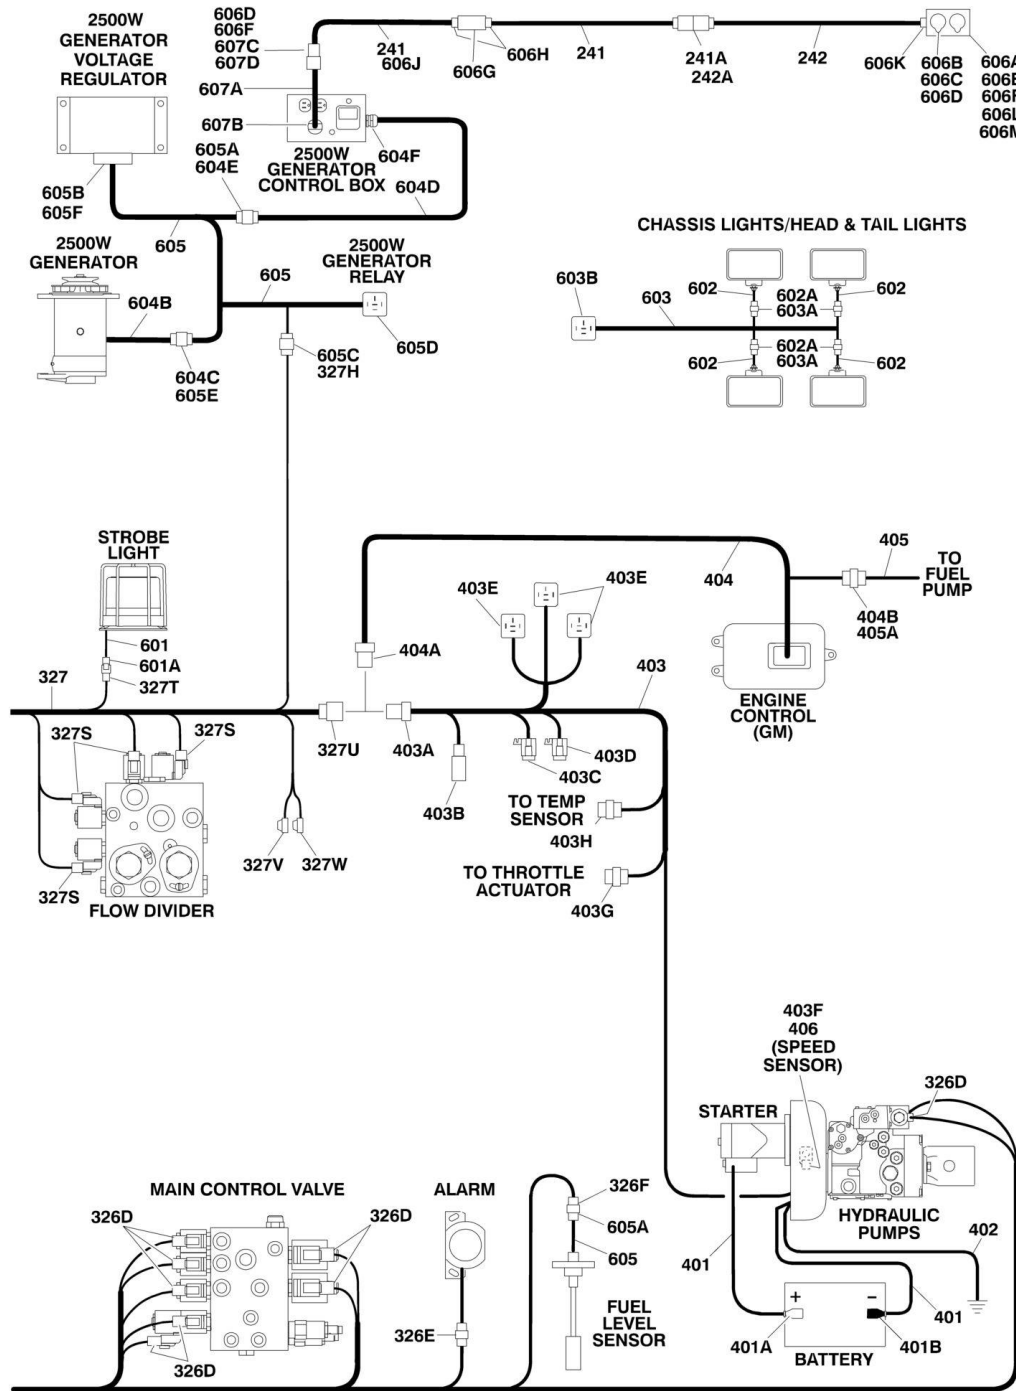 2500W
GENERATOR
VOLTAGE
REGULATOR
606D
606F
607C
607D
607A
607B
241
606J
606G
606H
241
241A
242A
242
606K
606B
606C
606D
2500W
GENERATOR
CONTROL BOX
605A
604E
604F
604D
605B
605F
605
2500W
GENERATOR
604B
604C
605E
605
2500W
GENERATOR
RELAY
605D
605C
327H
CHASSIS LIGHTS/HEAD & TAIL LIGHTS
603B
603
602
602A
603A
602
602
602A
603A
602
STROBE
LIGHT
601
601A
327T
327
327S
327S
327S
FLOW DIVIDER
327V
327W
327U
404A
403A
403E
403E
404
405
TO
FUEL
PUMP
404B
405A
ENGINE
CONTROL
(GM)
403
403B
403C
403D
TO TEMP
SENSOR
403H
TO THROTTLE
ACTUATOR
403G
403F
406
(SPEED
SENSOR)
STARTER
326D
HYDRAULIC
PUMPS
402
401
401
+
−
401A
401B
BATTERY
MAIN CONTROL VALVE
326D
326D
326D
ALARM
326E
326F
605A
605
FUEL
LEVEL
SENSOR